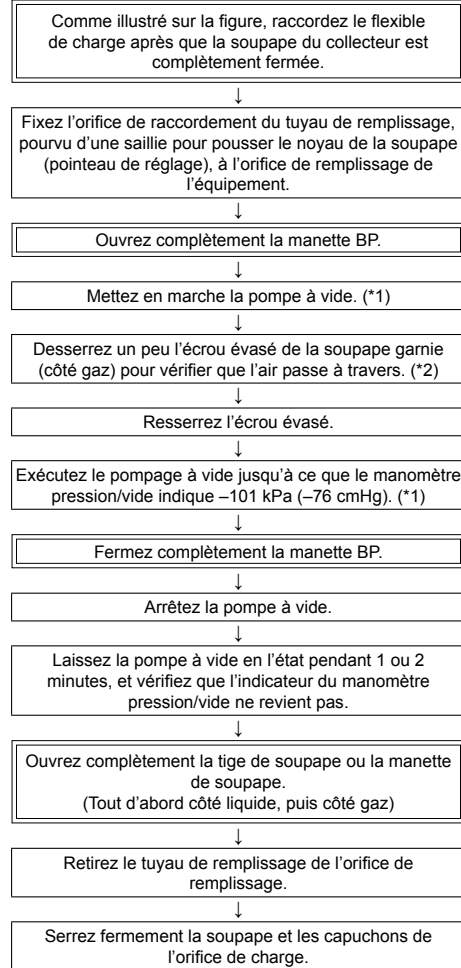 Comme illustré sur la figure, raccordez le flexible
de charge après que la soupape du collecteur est
complètement fermée.
↓
Fixez l'orifice de raccordement du tuyau de remplissage,
pourvu d'une saillie pour pousser le noyau de la soupape
(pointeau de réglage), à l'orifice de remplissage de
l'équipement.
↓
Ouvrez complètement la manette BP.
↓
Mettez en marche la pompe à vide. (*1)
↓
Desserrez un peu l'écrou évasé de la soupape garnie
(côté gaz) pour vérifier que l'air passe à travers. (*2)
↓
Resserrez l'écrou évasé.
↓
Exécutez le pompage à vide jusqu'à ce que le manomètre
pression/vide indique –101 kPa (–76 cmHg). (*1)
↓
Fermez complètement la manette BP.
↓
Arrêtez la pompe à vide.
↓
Laissez la pompe à vide en l'état pendant 1 ou 2
minutes, et vérifiez que l'indicateur du manomètre
pression/vide ne revient pas.
↓
Ouvrez complètement la tige de soupape ou la manette
de soupape.
(Tout d'abord côté liquide, puis côté gaz)
↓
Retirez le tuyau de remplissage de l'orifice de
remplissage.
↓
Serrez fermement la soupape et les capuchons de
l'orifice de charge.